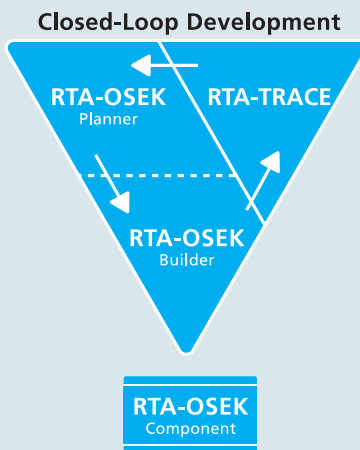 Closed-Loop Development
RTA-OSEK
Planner
RTA-TRACE
RTA-OSEK
Builder
RTA-OSEK
Component